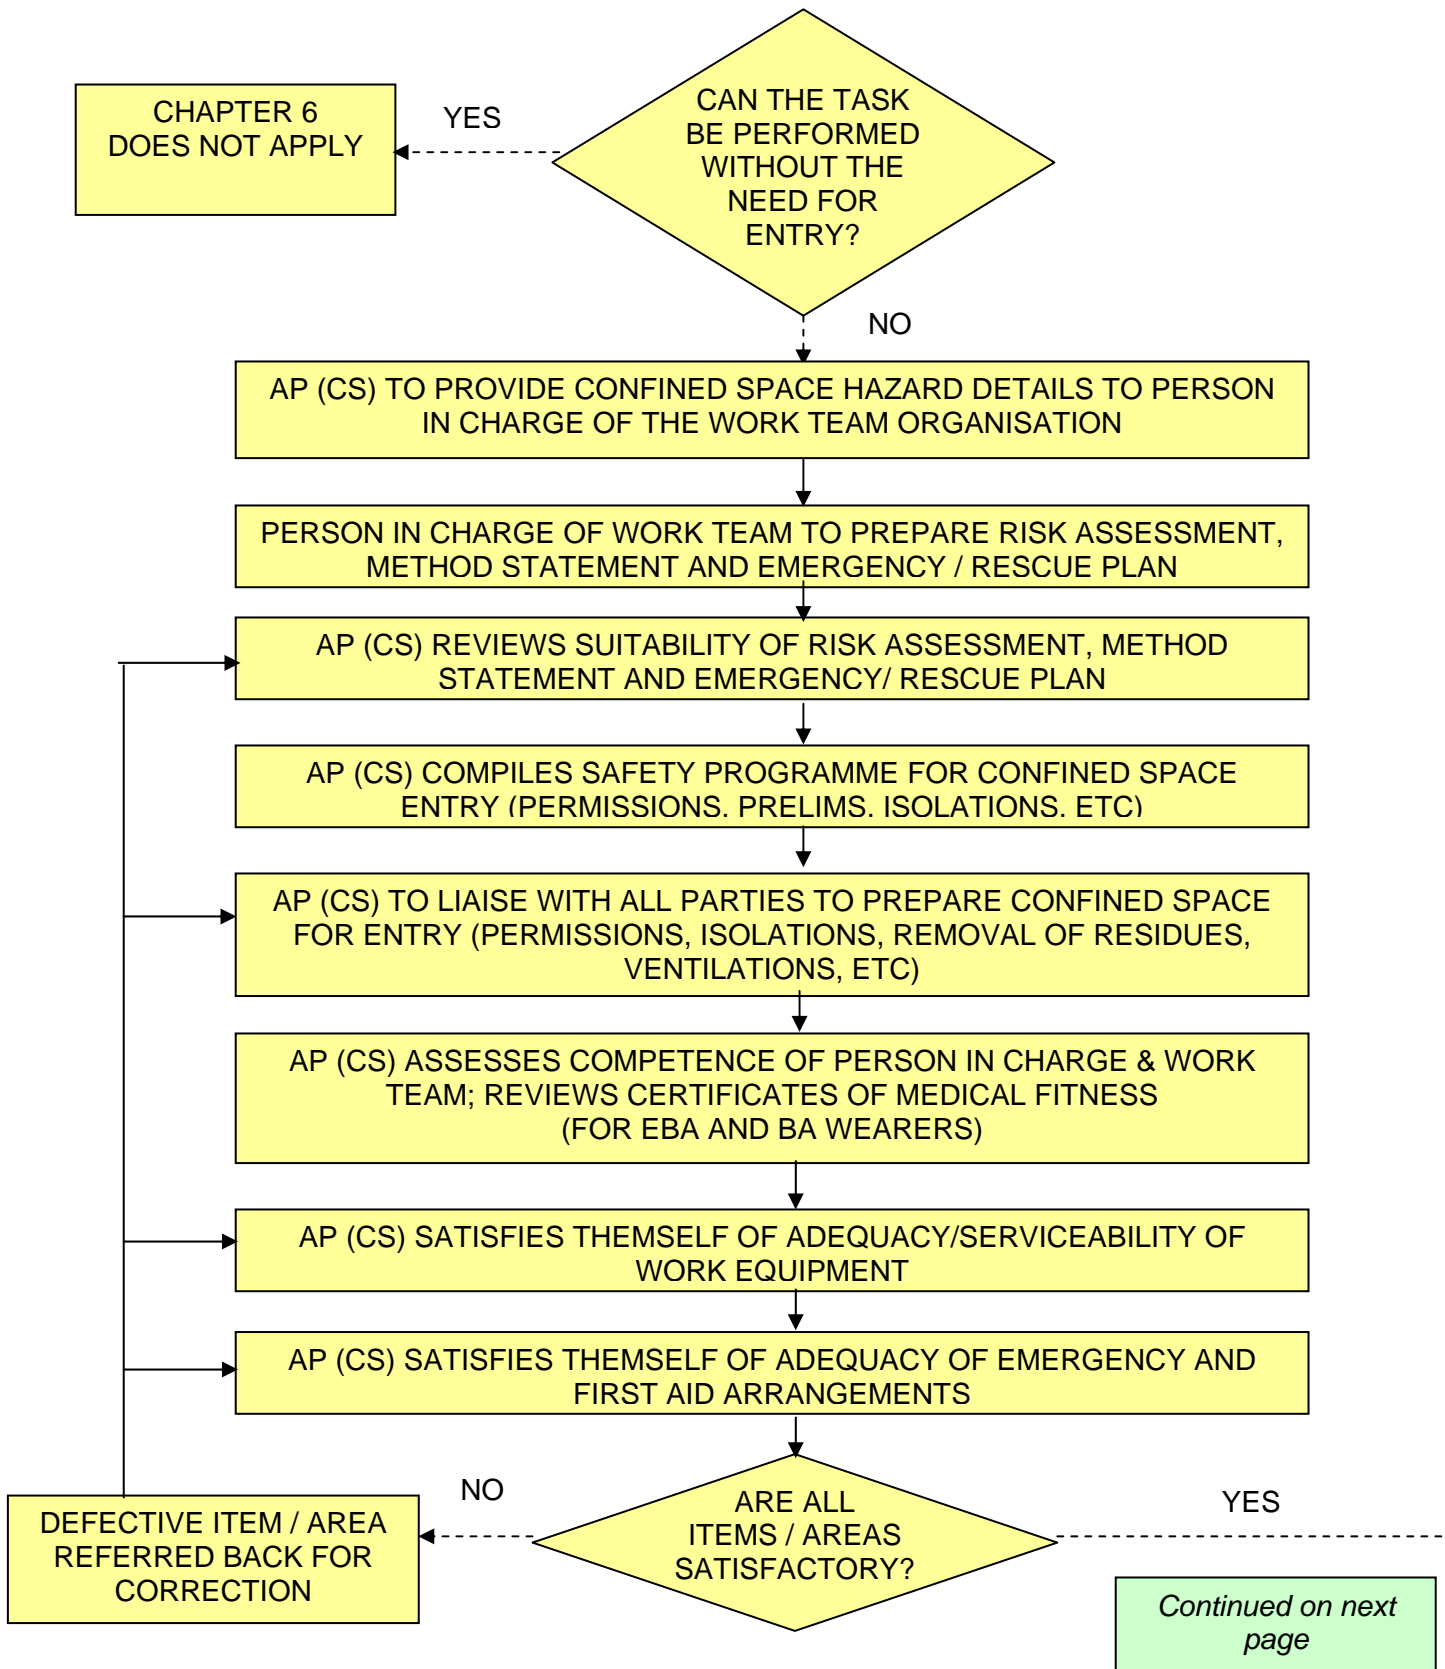 CAN THE TASK
BE PERFORMED
WITHOUT THE
NEED FOR
ENTRY?
YES
CHAPTER 6
DOES NOT APPLY
NO
AP (CS) TO PROVIDE CONFINED SPACE HAZARD DETAILS TO PERSON
IN CHARGE OF THE WORK TEAM ORGANISATION
PERSON IN CHARGE OF WORK TEAM TO PREPARE RISK ASSESSMENT,
METHOD STATEMENT AND EMERGENCY / RESCUE PLAN
AP (CS) REVIEWS SUITABILITY OF RISK ASSESSMENT, METHOD
STATEMENT AND EMERGENCY/ RESCUE PLAN
AP (CS) COMPILES SAFETY PROGRAMME FOR CONFINED SPACE
ENTRY (PERMISSIONS. PRELIMS. ISOLATIONS. ETC)
AP (CS) TO LIAISE WITH ALL PARTIES TO PREPARE CONFINED SPACE
FOR ENTRY (PERMISSIONS, ISOLATIONS, REMOVAL OF RESIDUES,
VENTILATIONS, ETC)
AP (CS) ASSESSES COMPETENCE OF PERSON IN CHARGE & WORK
TEAM; REVIEWS CERTIFICATES OF MEDICAL FITNESS
(FOR EBA AND BA WEARERS)
AP (CS) SATISFIES THEMSELF OF ADEQUACY/SERVICEABILITY OF
WORK EQUIPMENT
AP (CS) SATISFIES THEMSELF OF ADEQUACY OF EMERGENCY AND
FIRST AID ARRANGEMENTS
ARE ALL
ITEMS / AREAS
SATISFACTORY?
NO
YES
DEFECTIVE ITEM / AREA
REFERRED BACK FOR
CORRECTION
Continued on next
page